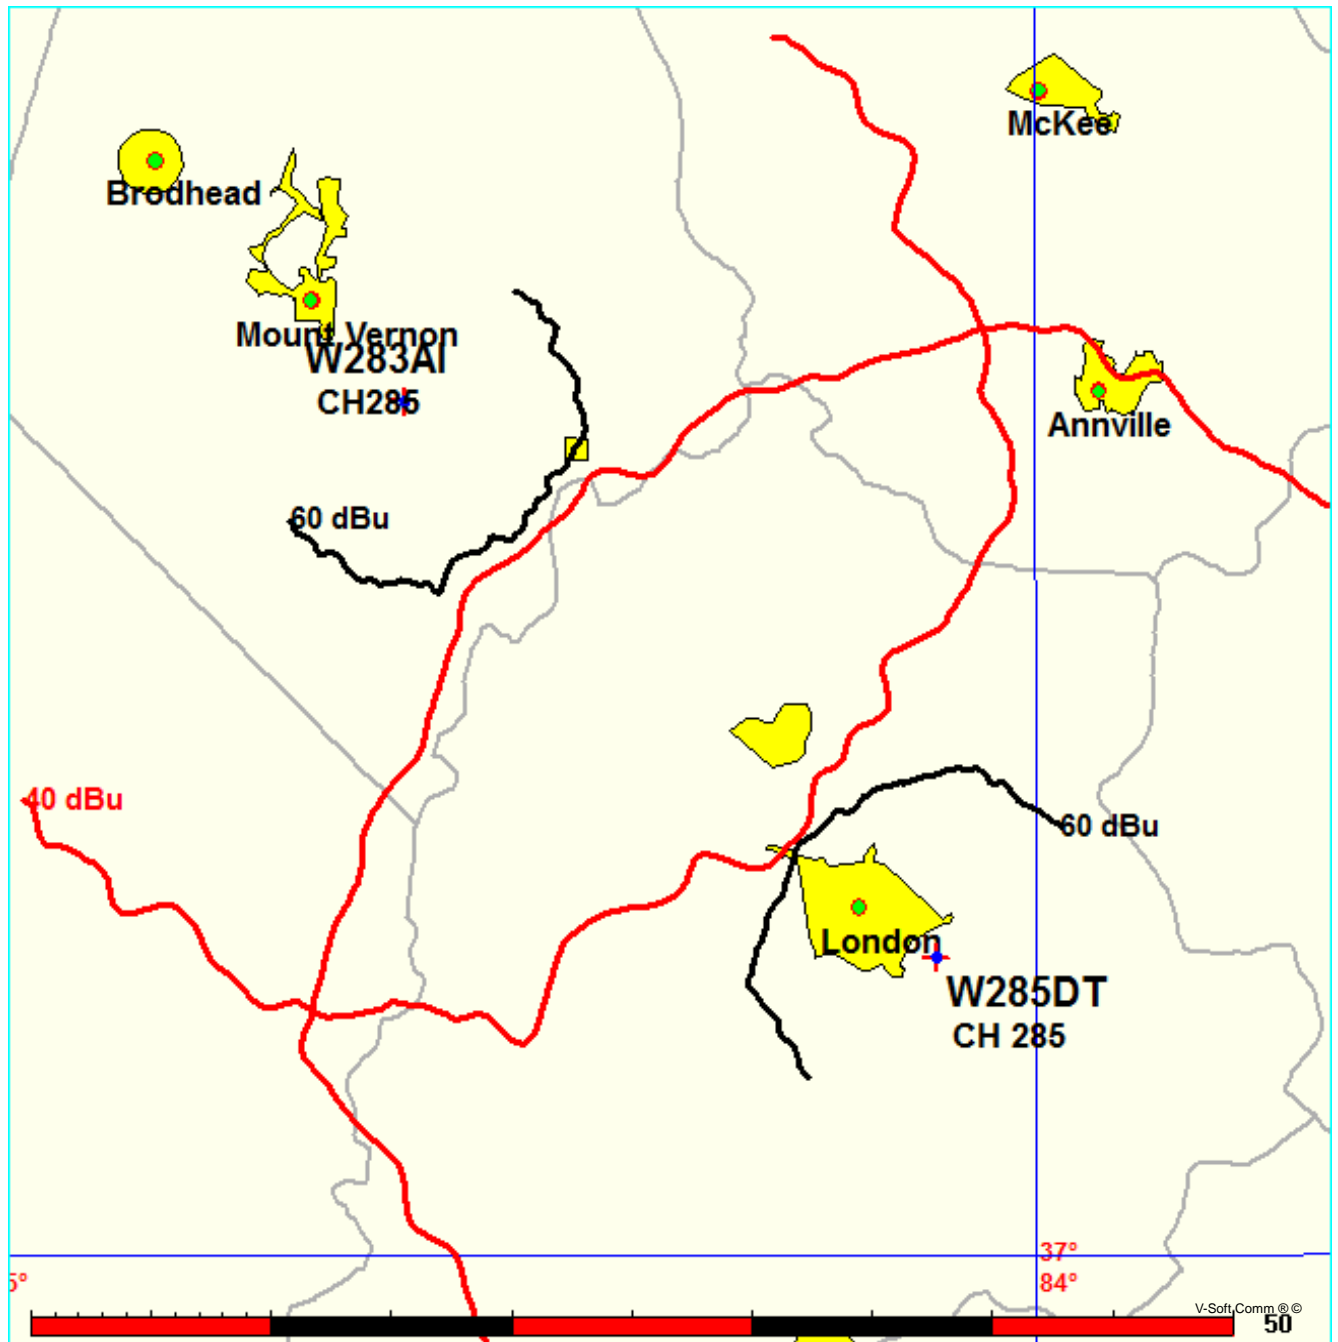 McKee
Brodhead
Mount Vernon
W283AI
CH285
Annville
60 dBu
40 dBu
60 dBu
London
W285DT
CH 285
37°
5°
84°
V-Soft Comm ® ©
50